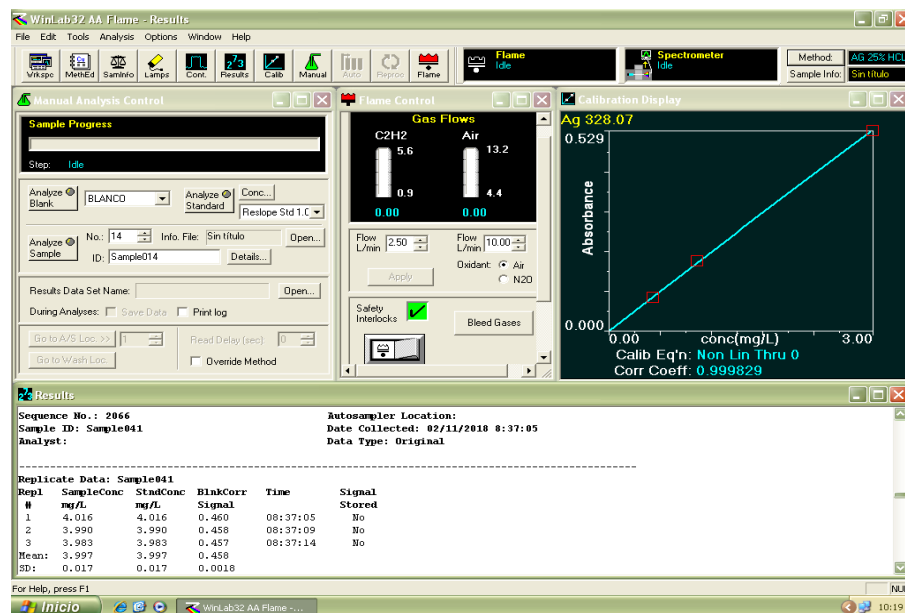 WinLab32 AA Flame - Results
File Edit Tools Analysis Options Window Help
Wrkspc MethEd SamInfo Lamps Cont. Results Calib Manual Auto Reproc Flame
Flame
Idle
Spectrometer
Idle
Method: AG 25% HCL
Sample Info: Sin título
Manual Analysis Control
Sample Progress
Step: Idle
Analyze Blank
BLANCO
Analyze Standard
Conc...
Reslope Std 1.(
Analyze Sample
No.: 14 Info. File: Sin título Open...
ID: Sample014 Details...
Results Data Set Name: Open...
During Analyses: Save Data Print log
Go to A/S Loc. >> 1 Read Delay (sec) 0
Go to Wash Loc. Override Method
Flame Control
Gas Flows
C2H2 Air
5.6 13.2
0.9 4.4
0.00 0.00
Flow L/min 2.50 Flow L/min 10.00
Oxidant: Air
N2O
Apply
Safety Interlocks
Bleed Gases
Calibration Display
Ag 328.07
0.529
Absorbance
0.000
0.00 conc(mg/L) 3.00
Calib Eq'n: Non Lin Thru 0
Corr Coeff: 0.999829
Results
Sequence No.: 2066 Autosampler Location:
Sample ID: Sample041 Date Collected: 02/11/2018 8:37:05
Analyst: Data Type: Original
Replicate Data: Sample041
Repl SampleConc StndConc BlnkCorr Time Signal
# mg/L mg/L Signal Stored
1 4.016 4.016 0.460 08:37:05 No
2 3.990 3.990 0.458 08:37:09 No
3 3.983 3.983 0.457 08:37:14 No
Mean: 3.997 3.997 0.458
SD: 0.017 0.017 0.0018
For Help, press F1
Inicio WinLab32 AA Flame -... 10:19